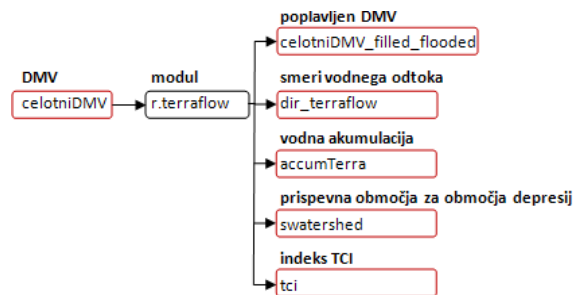 poplavljen DMV
celotniDMV_filled_flooded
DMV
celotniDMV
modul
r.terraflow
smeri vodnega odtoka
dir_terraflow
vodna akumulacija
accumTerra
prispevna območja za območja depresij
swatershed
indeks TCI
tci